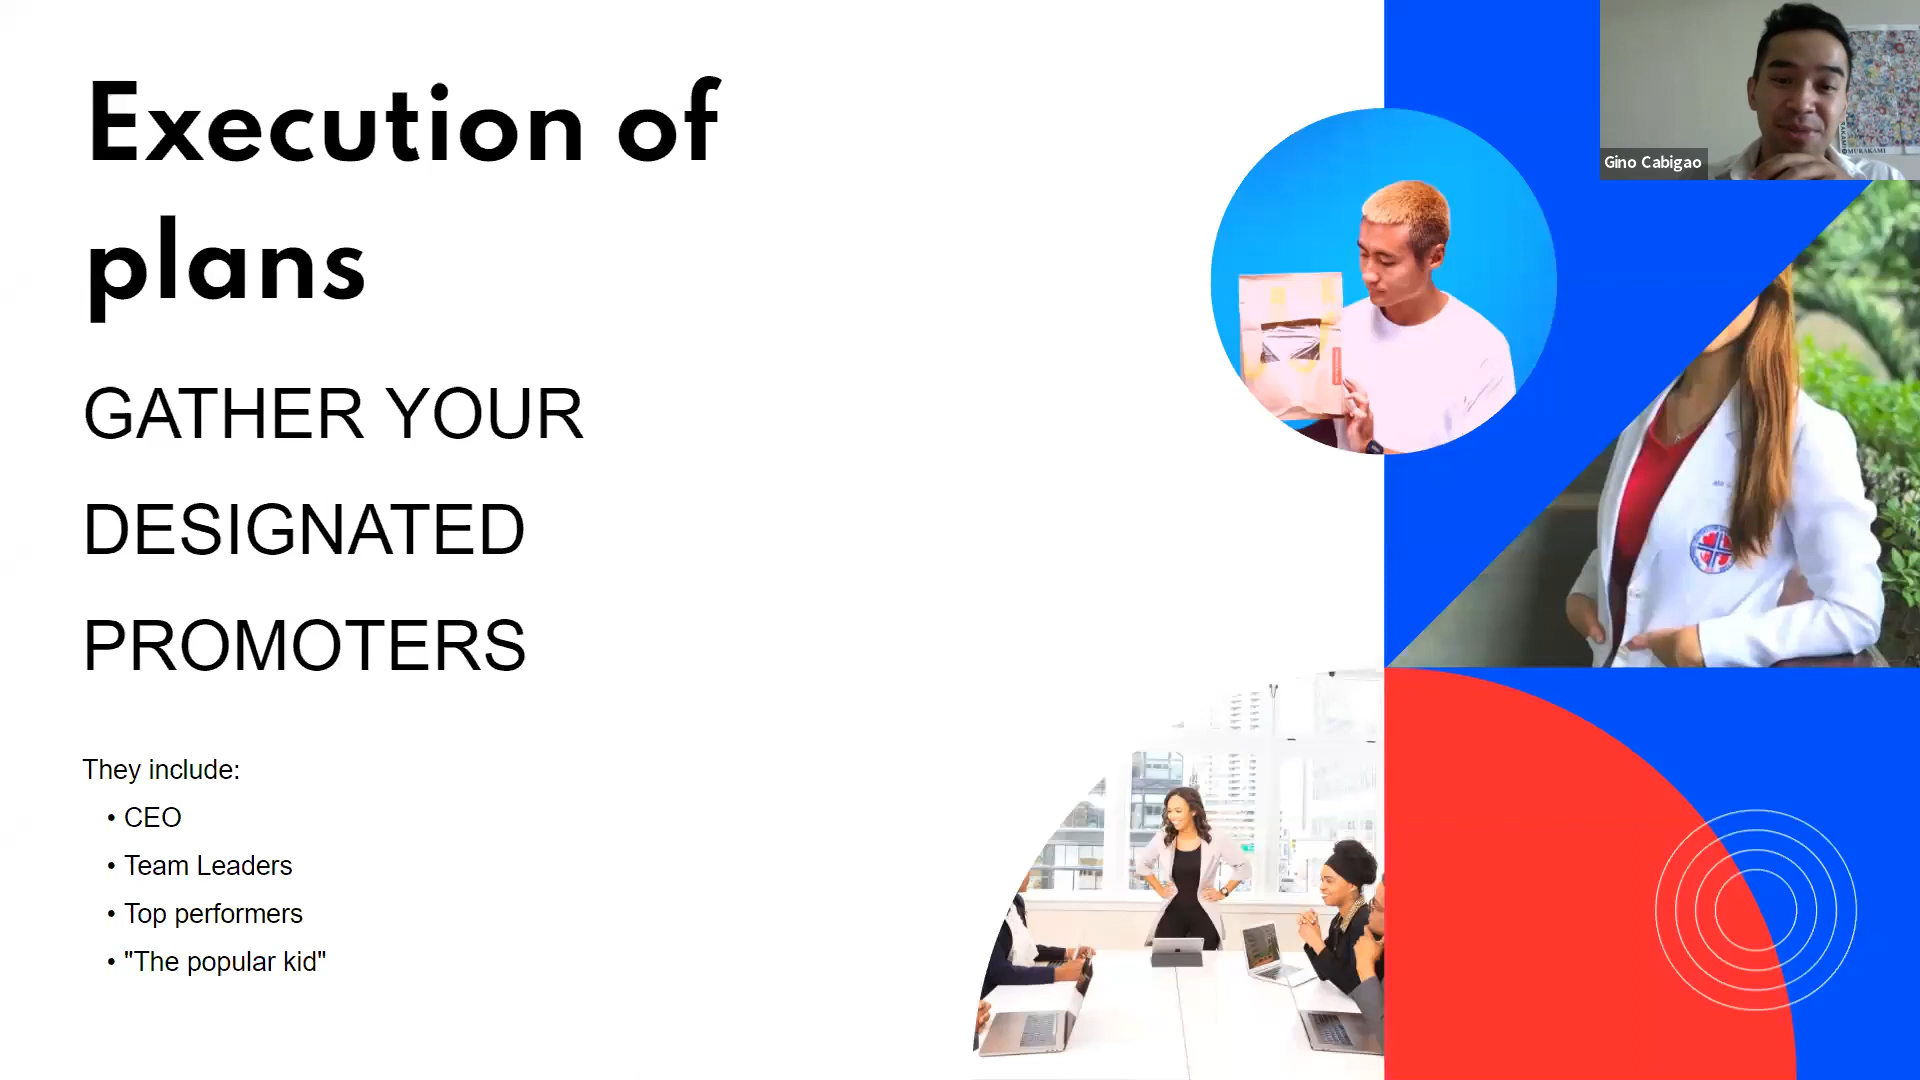 Execution of
plans
GATHER YOUR
DESIGNATED
PROMOTERS
They include:
• CEO
• Team Leaders
• Top performers
• "The popular kid"
Gino Cabigao
MURAKAMI